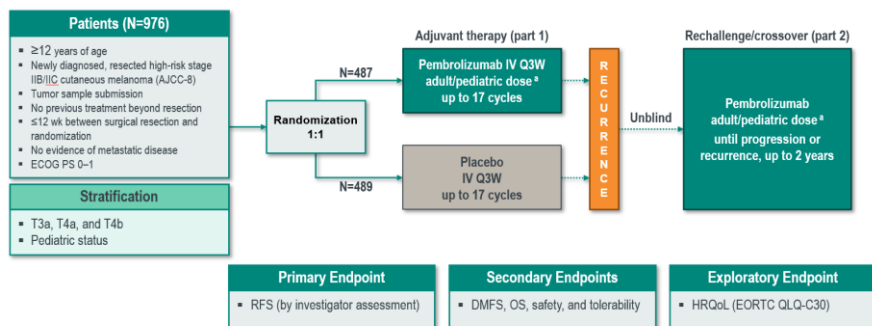 Patients (N=976)
▪ ≥12 years of age
▪ Newly diagnosed, resected high-risk stage
IIB/IIC cutaneous melanoma (AJCC-8)
▪ Tumor sample submission
▪ No previous treatment beyond resection
▪ ≤12 wk between surgical resection and
randomization
▪ No evidence of metastatic disease
▪ ECOG PS 0–1
Stratification
▪ T3a, T4a, and T4b
▪ Pediatric status
Randomization
1:1
N=487
N=489
Adjuvant therapy (part 1)
Pembrolizumab IV Q3W
adult/pediatric dose a
up to 17 cycles
Placebo
IV Q3W
up to 17 cycles
RECURRENCE
Unblind
Rechallenge/crossover (part 2)
Pembrolizumab
adult/pediatric dose a
until progression or
recurrence, up to 2 years
Primary Endpoint
▪ RFS (by investigator assessment)
Secondary Endpoints
▪ DMFS, OS, safety, and tolerability
Exploratory Endpoint
▪ HRQoL (EORTC QLQ-C30)